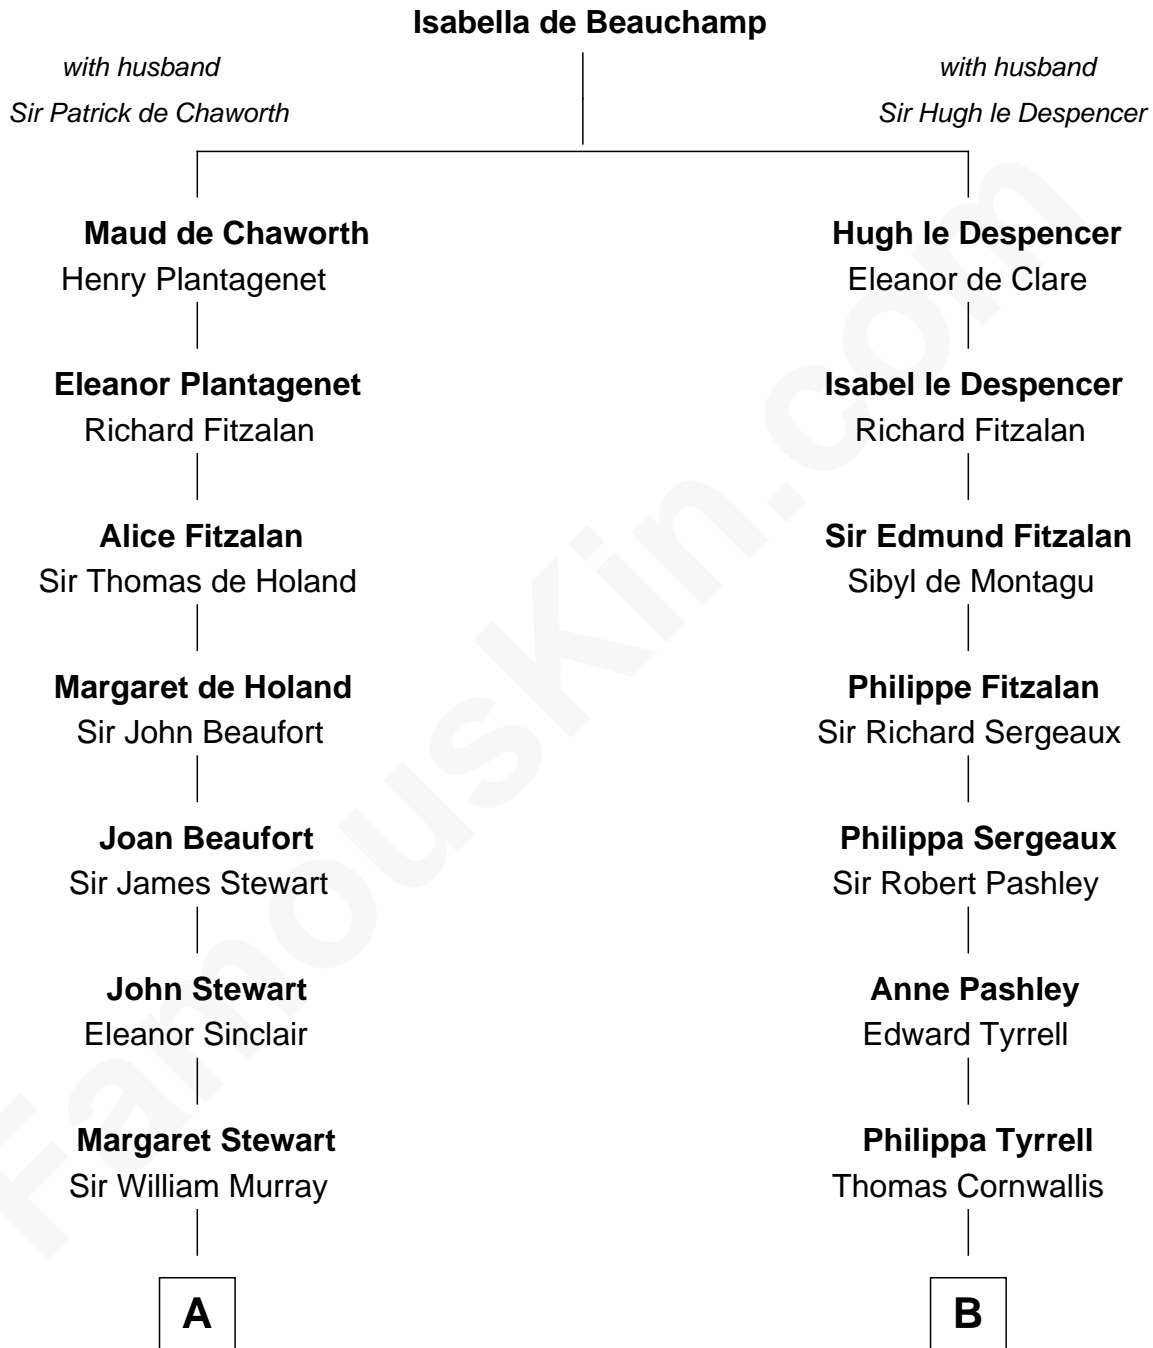 Isabella de Beauchamp
with husband
Sir Patrick de Chaworth
with husband
Sir Hugh le Despencer
Maud de Chaworth
Henry Plantagenet
Hugh le Despencer
Eleanor de Clare
Eleanor Plantagenet
Richard Fitzalan
Isabel le Despencer
Richard Fitzalan
Alice Fitzalan
Sir Thomas de Holand
Sir Edmund Fitzalan
Sibyl de Montagu
Margaret de Holand
Sir John Beaufort
Philippe Fitzalan
Sir Richard Sergeaux
Joan Beaufort
Sir James Stewart
Philippa Sergeaux
Sir Robert Pashley
John Stewart
Eleanor Sinclair
Anne Pashley
Edward Tyrrell
Margaret Stewart
Sir William Murray
Philippa Tyrrell
Thomas Cornwallis
A
B
FamousKin.com